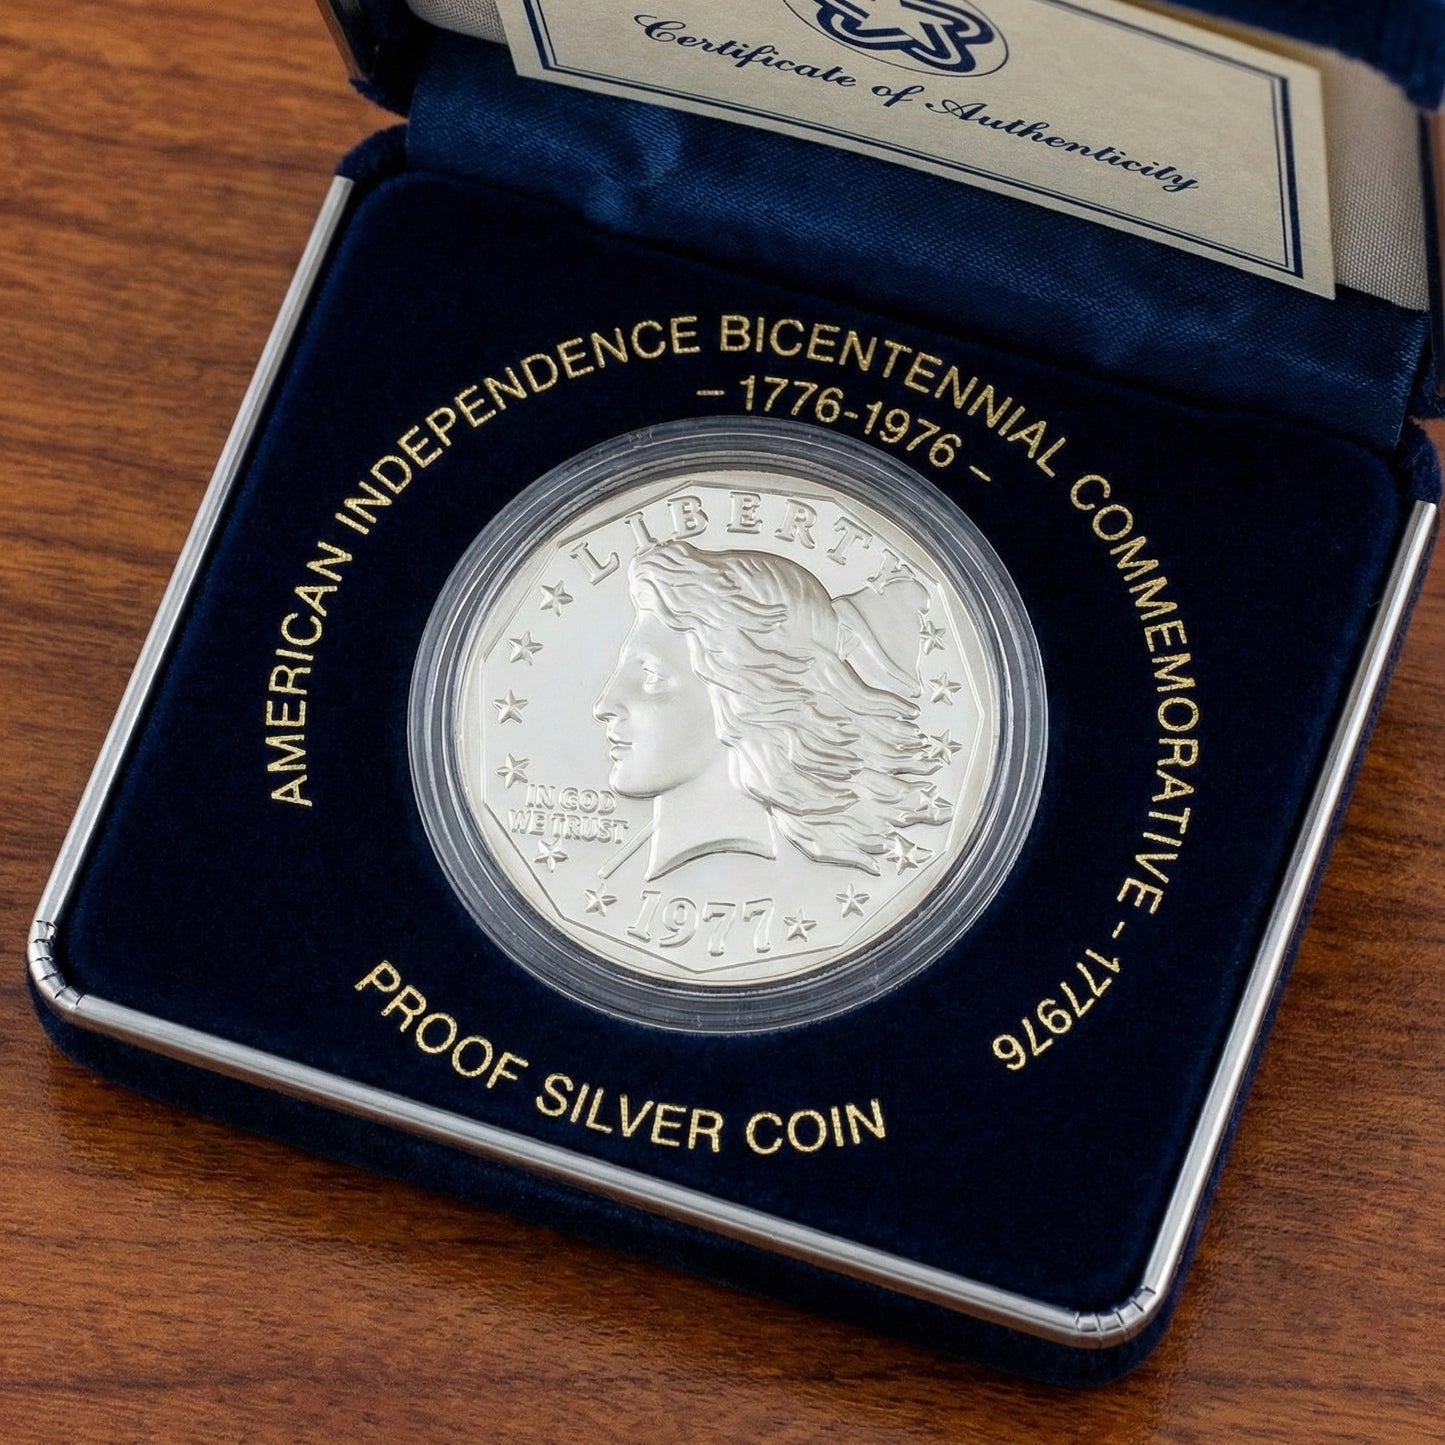 Certificate of Authenticity
AMERICAN INDEPENDENCE BICENTENNIAL COMMEMORATIVE - 177976
- 1776-1976 -
LIBERTY
IN GOD
WE TRUST
1977
PROOF SILVER COIN